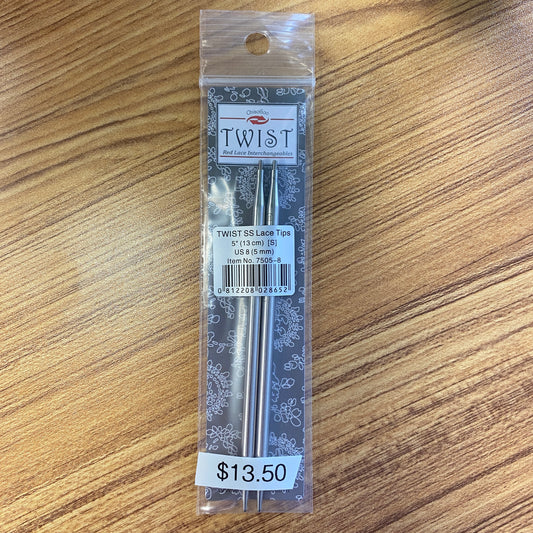 ChiaoGoo
TWIST
Red Lace Interchangeables
TWIST SS Lace Tips
5" (13 cm) [S]
US 8 (5 mm)
Item No. 7505-8
0 812208 028652
$13.50